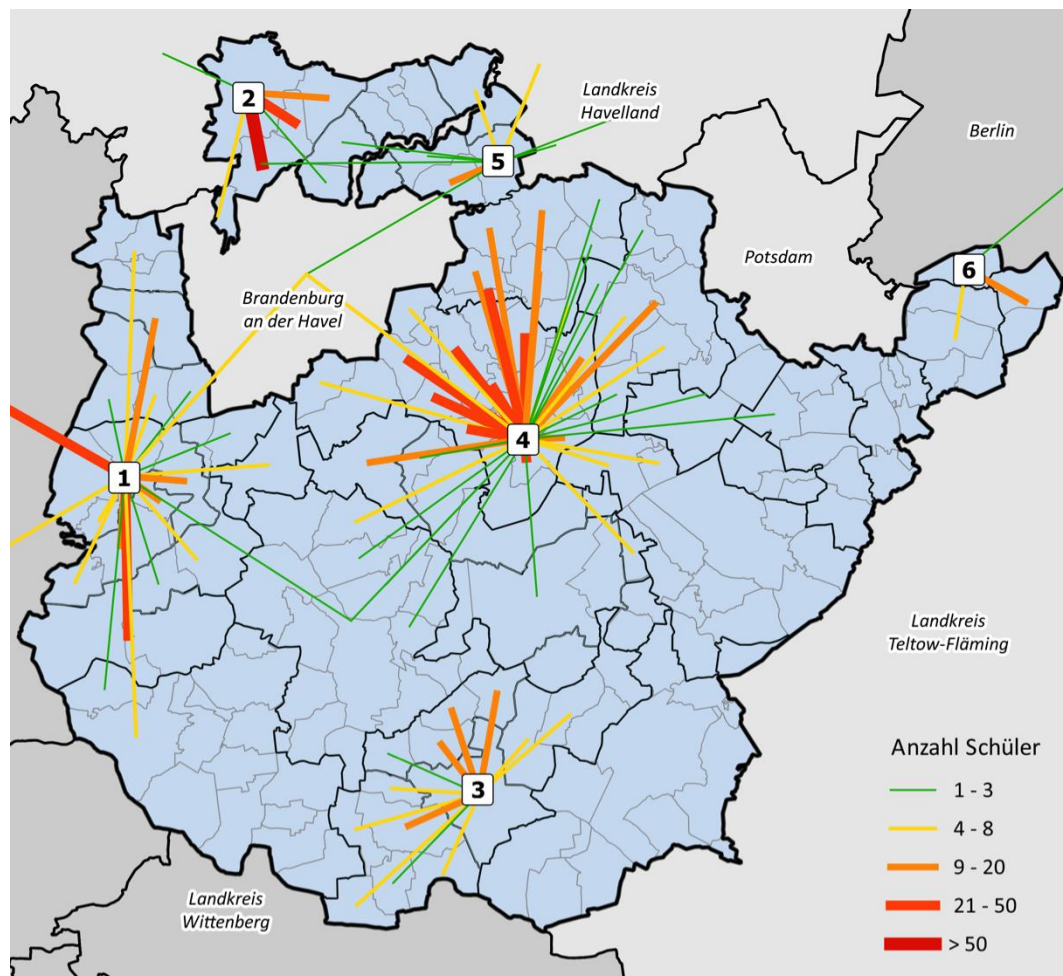 2
Landkreis
Havelland
Berlin
5
6
Potsdam
Brandenburg
an der Havel
4
1
Landkreis
Teltow-Fläming
3
Landkreis
Wittenberg
Anzahl Schüler
1 - 3
4 - 8
9 - 20
21 - 50
> 50